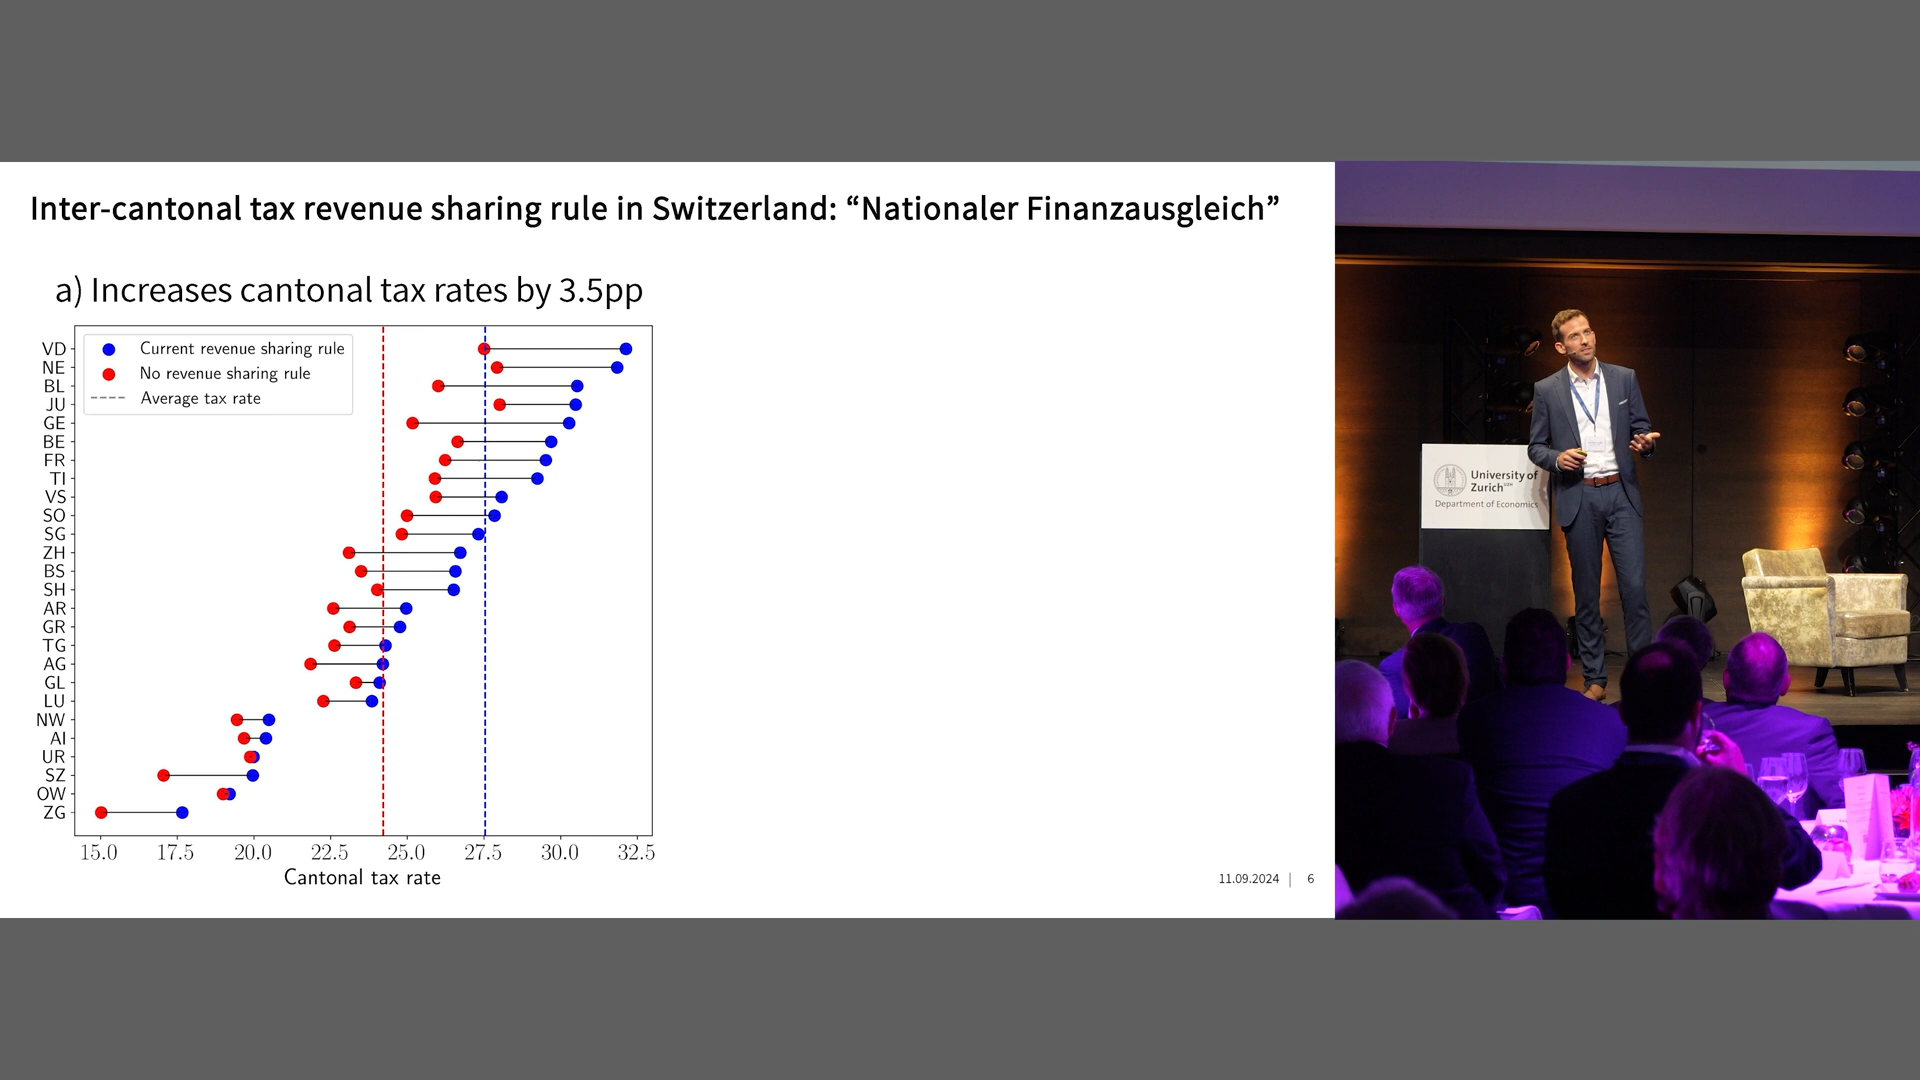 Inter-cantonal tax revenue sharing rule in Switzerland: “Nationaler Finanzausgleich”
a) Increases cantonal tax rates by 3.5pp
Current revenue sharing rule
No revenue sharing rule
Average tax rate
VD
NE
BL
JU
GE
BE
FR
TI
VS
SO
SG
ZH
BS
SH
AR
GR
TG
AG
GL
LU
NW
AI
UR
SZ
OW
ZG
15.0 17.5 20.0 22.5 25.0 27.5 30.0 32.5
Cantonal tax rate
11.09.2024 | 6
University of
Zurich UZH
Department of Economics